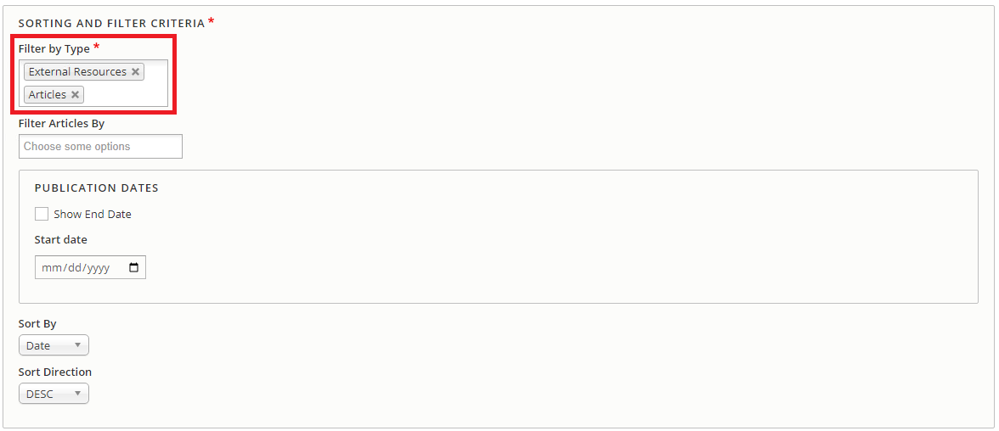 SORTING AND FILTER CRITERIA *
Filter by Type *
External Resources ×
Articles ×
Filter Articles By
Choose some options
PUBLICATION DATES
Show End Date
Start date
mm/dd/yyyy
Sort By
Date
Sort Direction
DESC